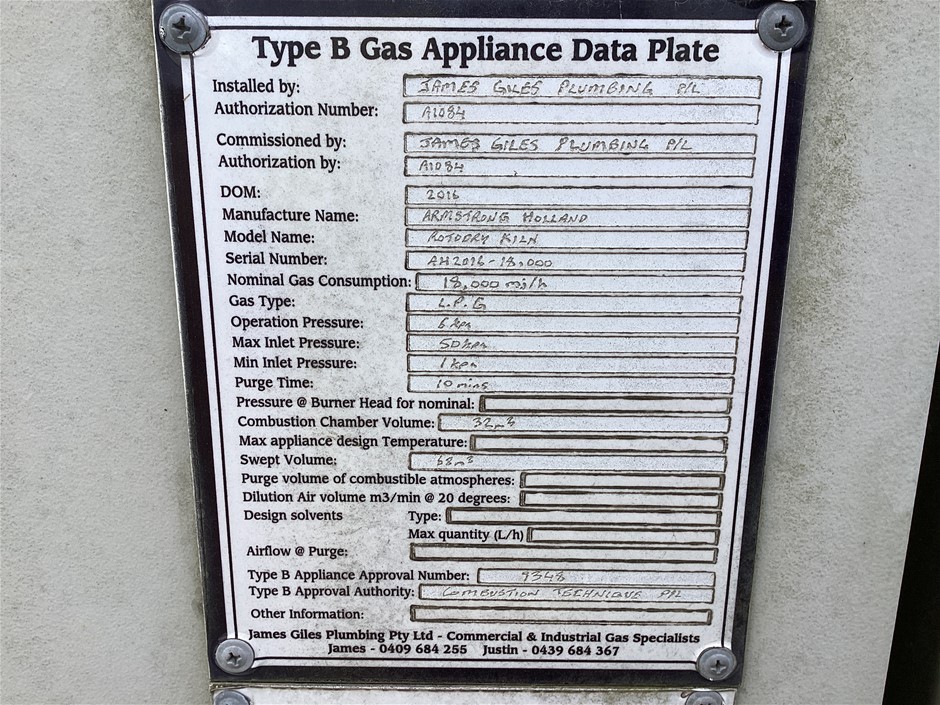 Type B Gas Appliance Data Plate
Installed by: JAMES GILES PLUMBING P/L
Authorization Number: A1084
Commissioned by: JAMES GILES PLUMBING P/L
Authorization by: A1084
DOM: 2016
Manufacture Name: ARMSTRONG HOLLAND
Model Name: ROTODRY KILN
Serial Number: AH2016-18,000
Nominal Gas Consumption: 18,000 mj/h
Gas Type: L.P.G
Operation Pressure: 6 kpa
Max Inlet Pressure: 50 kpa
Min Inlet Pressure: 1 kpa
Purge Time: 10 mins
Pressure @ Burner Head for nominal:
Combustion Chamber Volume: 32m3
Max appliance design Temperature:
Swept Volume: m3
Purge volume of combustible atmospheres:
Dilution Air volume m3/min @ 20 degrees:
Design solvents Type:
Max quantity (L/h)
Airflow @ Purge:
Type B Appliance Approval Number: 9348
Type B Approval Authority: COMBUSTION TECHNIQUE P/L
Other Information:
James Giles Plumbing Pty Ltd - Commercial & Industrial Gas Specialists
James - 0409 684 255 Justin - 0439 684 367